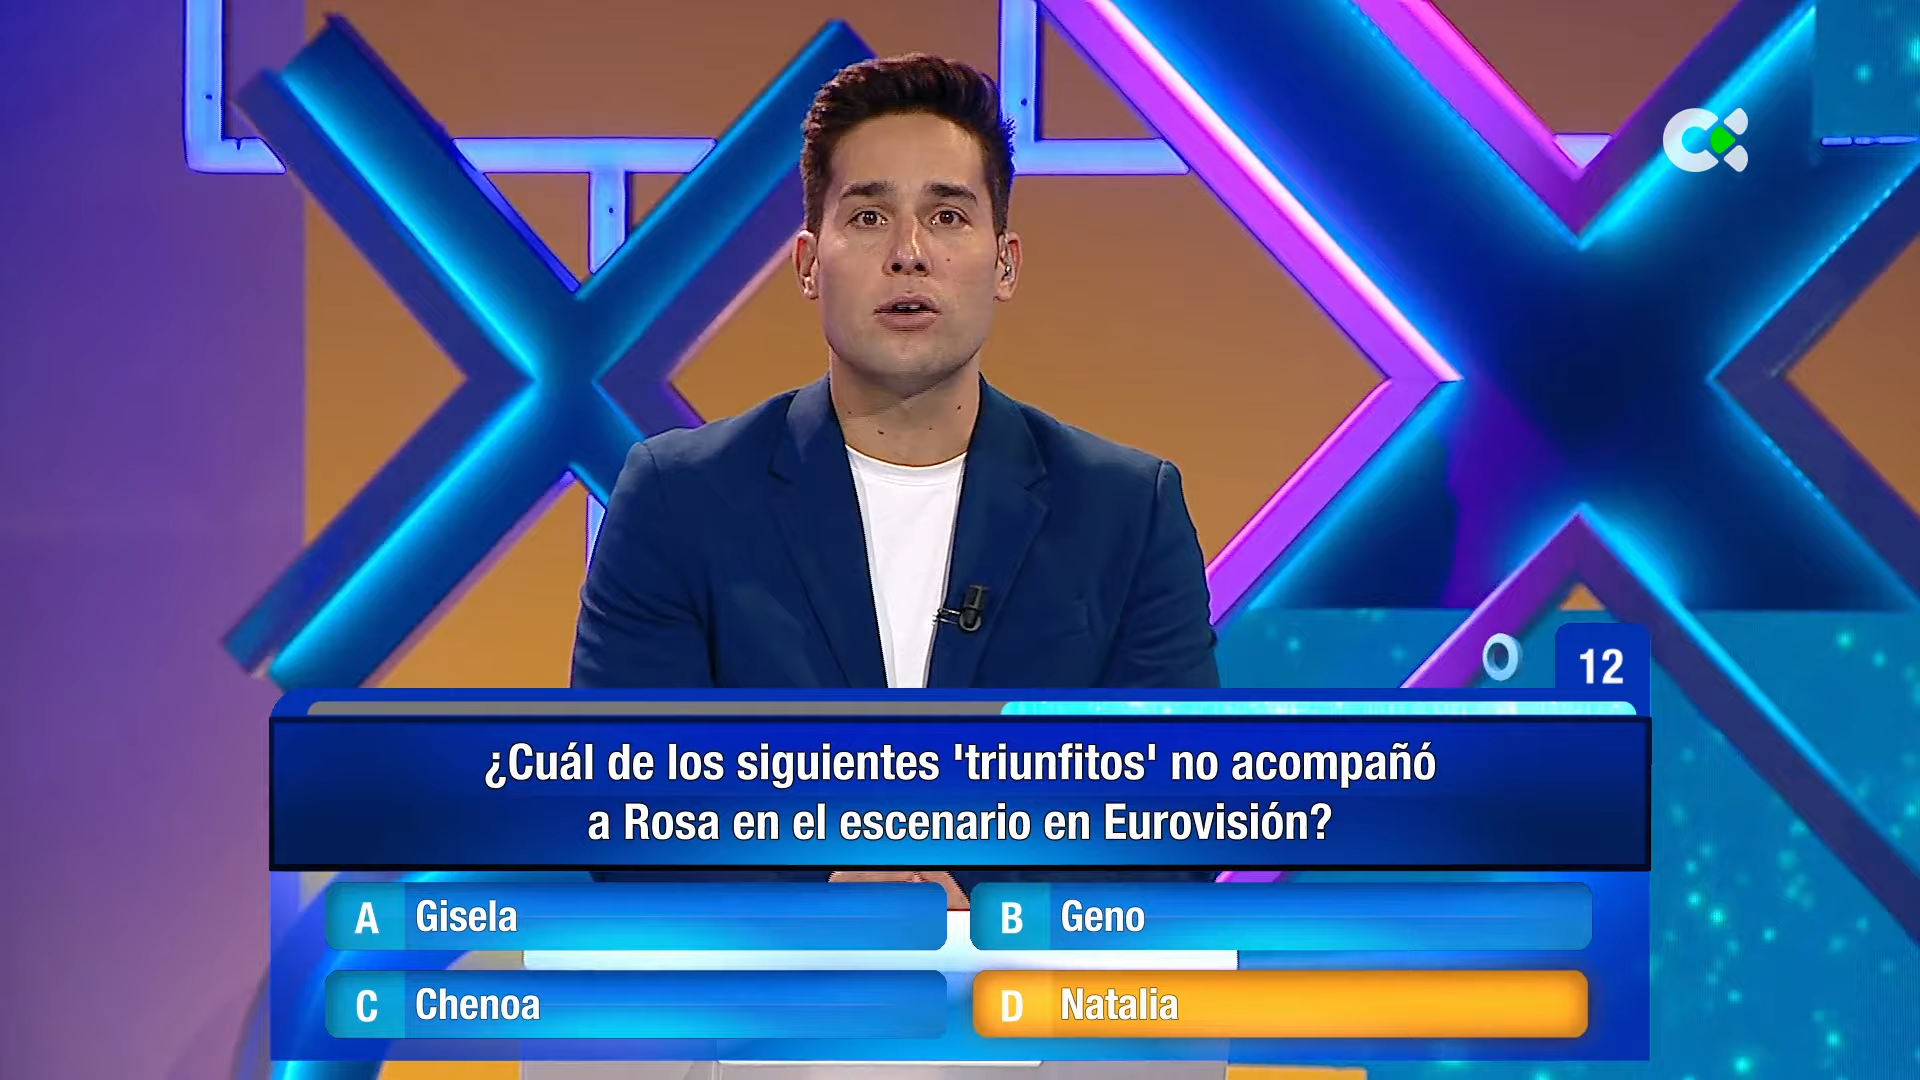 12
¿Cuál de los siguientes 'triunfitos' no acompañó
a Rosa en el escenario en Eurovisión?
A Gisela
B Geno
C Chenoa
D Natalia